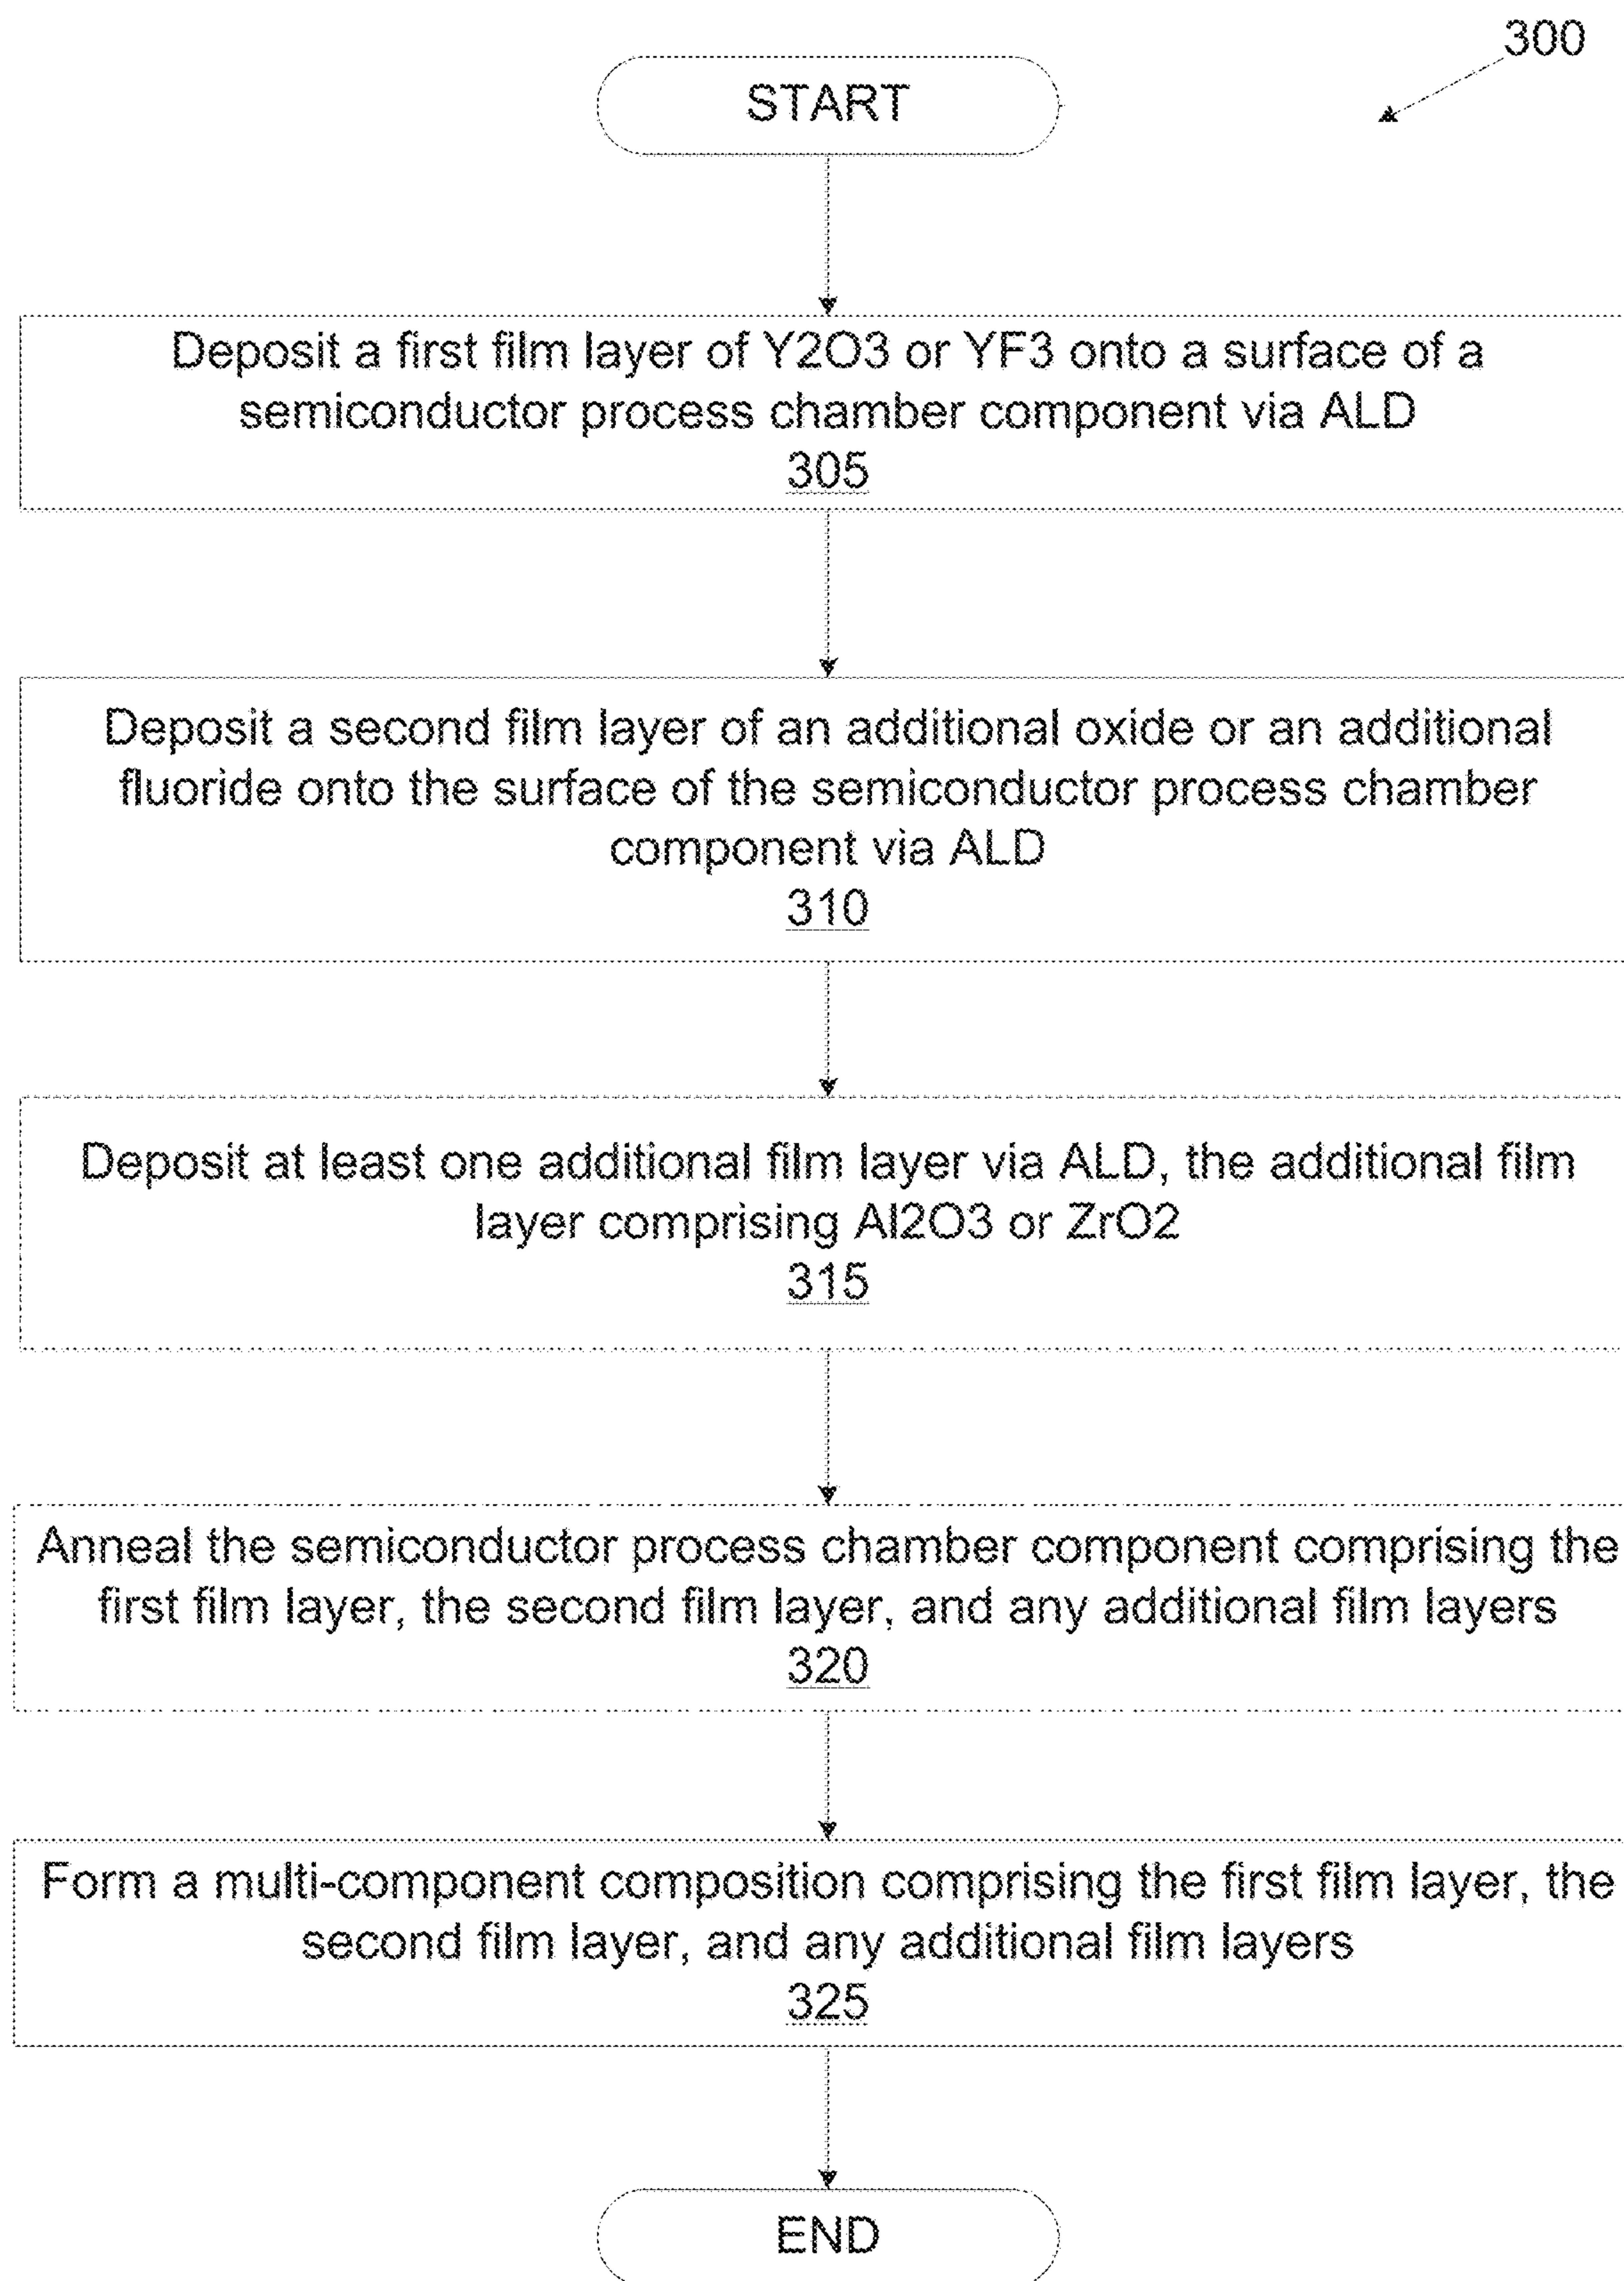 300
START
Deposit a first film layer of Y2O3 or YF3 onto a surface of a
semiconductor process chamber component via ALD
305
Deposit a second film layer of an additional oxide or an additional
fluoride onto the surface of the semiconductor process chamber
component via ALD
310
Deposit at least one additional film layer via ALD, the additional film
layer comprising Al2O3 or ZrO2
315
Anneal the semiconductor process chamber component comprising the
first film layer, the second film layer, and any additional film layers
320
Form a multi-component composition comprising the first film layer, the
second film layer, and any additional film layers
325
END